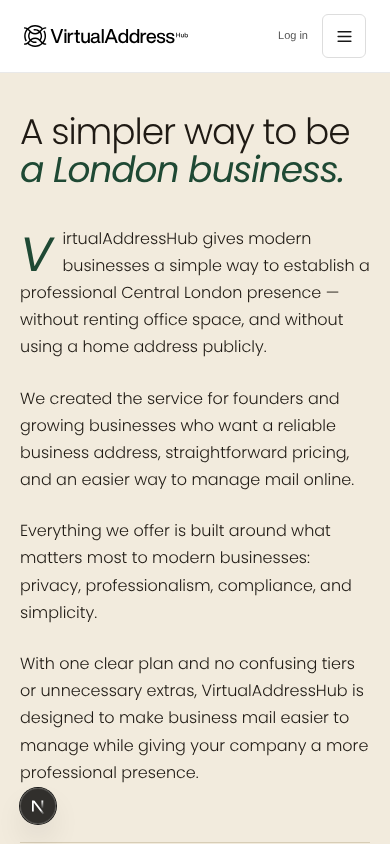 VirtualAddressHub
Log in
A simpler way to be
a London business.
VirtualAddressHub gives modern
businesses a simple way to establish a
professional Central London presence —
without renting office space, and without
using a home address publicly.
We created the service for founders and
growing businesses who want a reliable
business address, straightforward pricing,
and an easier way to manage mail online.
Everything we offer is built around what
matters most to modern businesses:
privacy, professionalism, compliance, and
simplicity.
With one clear plan and no confusing tiers
or unnecessary extras, VirtualAddressHub is
designed to make business mail easier to
manage while giving your company a more
professional presence.
N